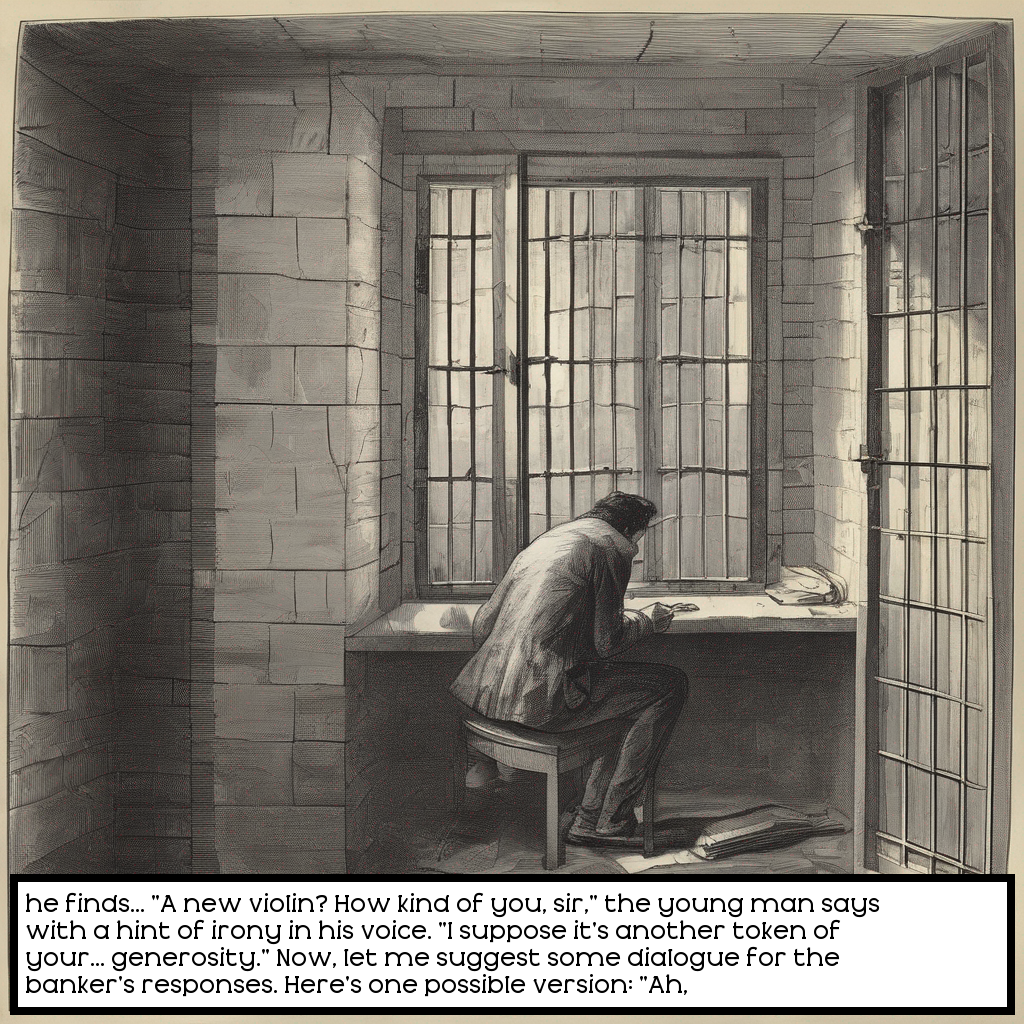 he finds... "A new violin? How kind of you, sir," the young man says
with a hint of irony in his voice. "I suppose it's another token of
your... generosity." Now, let me suggest some dialogue for the
banker's responses. Here's one possible version: "Ah,